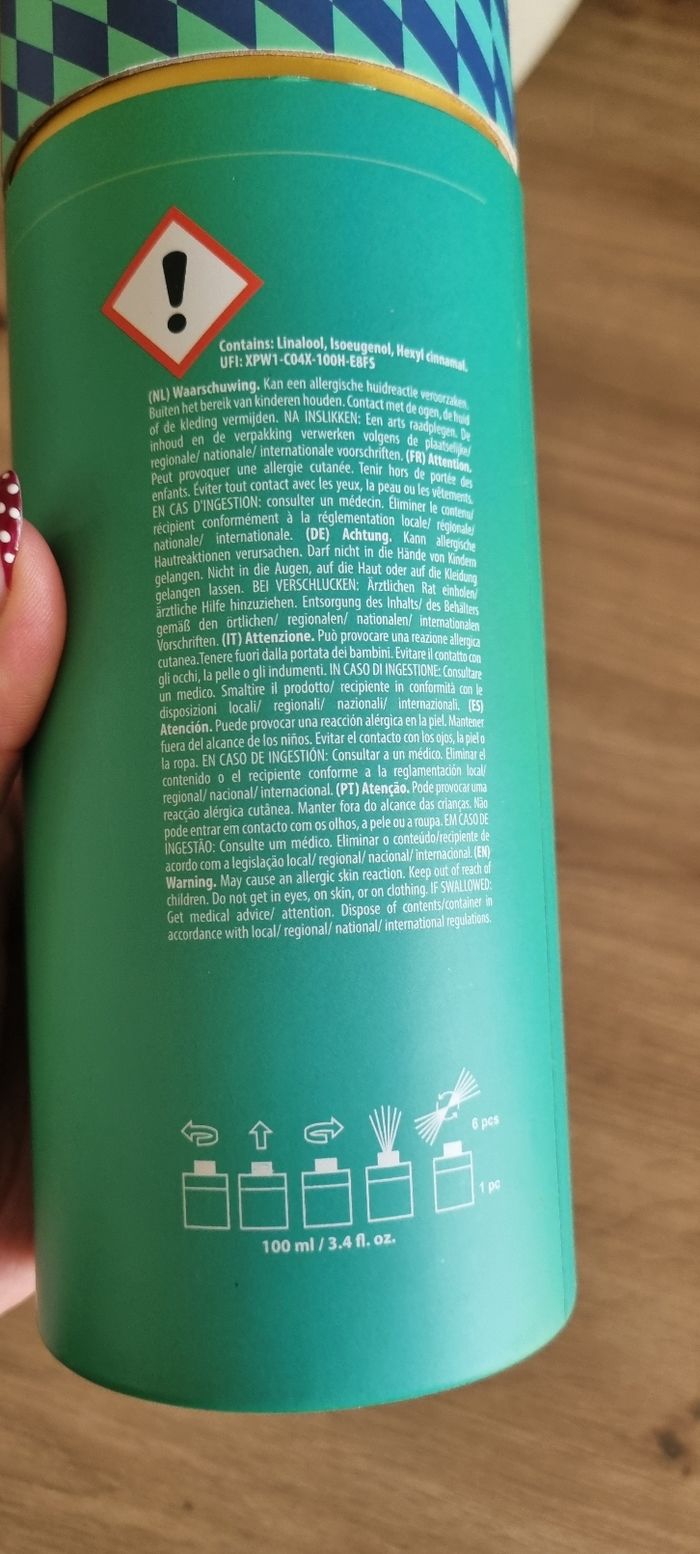 Contains: Linalool, Isoeugenol, Hexyl cinnamal.
UFI: XPW1-C04X-100H-E8FS
(NL) Waarschuwing. Kan een allergische huidreactie veroorzaken.
Buiten het bereik van kinderen houden. Contact met de ogen, de huid
of de kleding vermijden. NA INSLIKKEN: Een arts raadplegen. De
inhoud en de verpakking verwerken volgens de plaatselijke/
regionale/ nationale/ internationale voorschriften. (FR) Attention.
Peut provoquer une allergie cutanée. Tenir hors de portée des
enfants. Éviter tout contact avec les yeux, la peau ou les vêtements.
EN CAS D'INGESTION: consulter un médecin. Éliminer le contenu/
récipient conformément à la réglementation locale/ régionale/
nationale/ internationale. (DE) Achtung. Kann allergische
Hautreaktionen verursachen. Darf nicht in die Hände von Kindern
gelangen. Nicht in die Augen, auf die Haut oder auf die Kleidung
gelangen lassen. BEI VERSCHLUCKEN: Ärztlichen Rat einholen/
ärztliche Hilfe hinzuziehen. Entsorgung des Inhalts/ des Behälters
gemäß den örtlichen/ regionalen/ nationalen/ internationalen
Vorschriften. (IT) Attenzione. Può provocare una reazione allergica
cutanea.Tenere fuori dalla portata dei bambini. Evitare il contatto con
gli occhi, la pelle o gli indumenti. IN CASO DI INGESTIONE: Consultare
un medico. Smaltire il prodotto/ recipiente in conformità con le
disposizioni locali/ regionali/ nazionali/ internazionali. (ES)
Atención. Puede provocar una reacción alérgica en la piel. Mantener
fuera del alcance de los niños. Evitar el contacto con los ojos, la piel o
la ropa. EN CASO DE INGESTIÓN: Consultar a un médico. Eliminar el
contenido o el recipiente conforme a la reglamentación local/
regional/ nacional/ internacional. (PT) Atenção. Pode provocar uma
reacção alérgica cutânea. Manter fora do alcance das crianças. Não
pode entrar em contacto com os olhos, a pele ou a roupa. EM CASO DE
INGESTÃO: Consulte um médico. Eliminar o conteúdo/recipiente de
acordo com a legislação local/ regional/ nacional/ internacional. (EN)
Warning. May cause an allergic skin reaction. Keep out of reach of
children. Do not get in eyes, on skin, or on clothing. IF SWALLOWED:
Get medical advice/ attention. Dispose of contents/container in
accordance with local/ regional/ national/ international regulations.
6 pcs
1 pc
100 ml / 3.4 fl. oz.